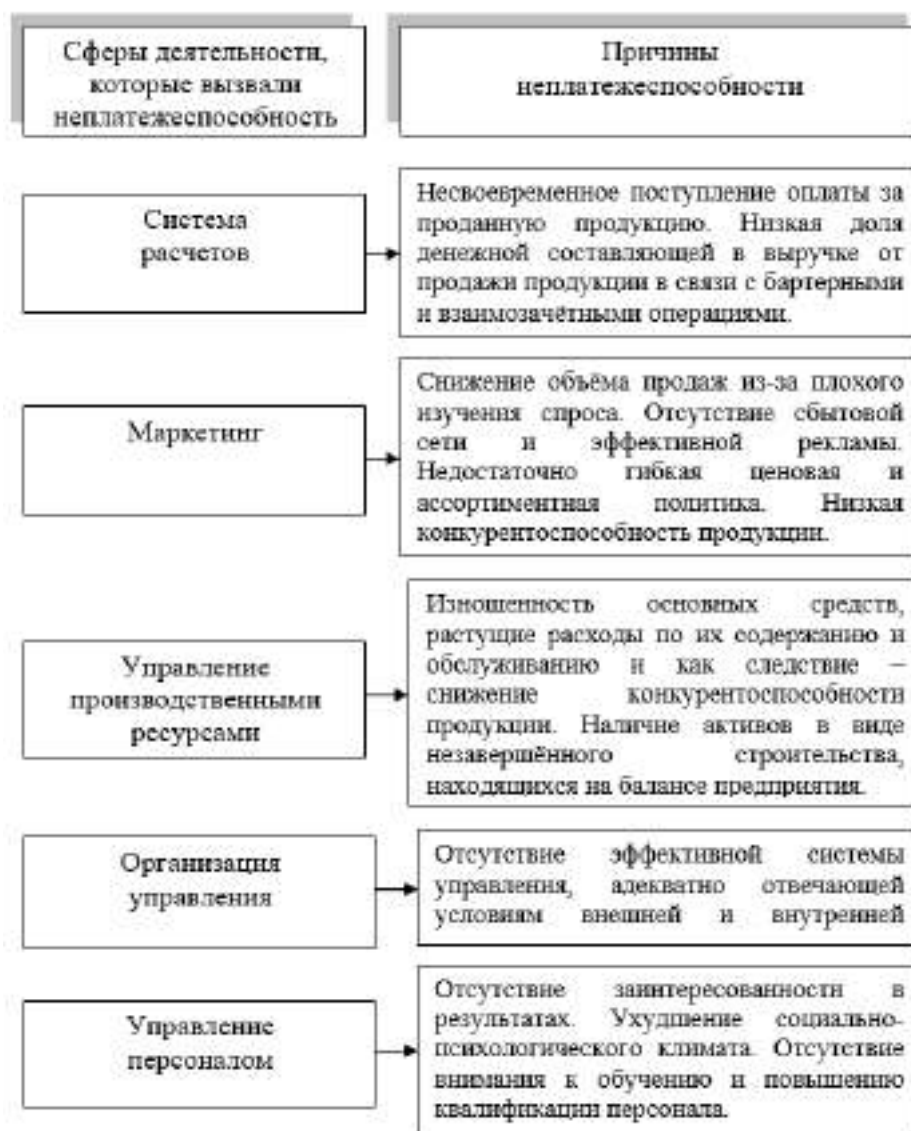 Сферы деятельности,
которые вызвали
неплатежеспособность
Причины
неплатежеспособности
Система
расчетов
Несвоевременное поступление оплаты за
проданную продукцию. Низкая доля
денежной составляющей в выручке от
продажи продукции в связи с бартерными
и взаимозачётными операциями.
Маркетинг
Снижение объёма продаж из-за плохого
изучения спроса. Отсутствие сбытовой
сети и эффективной рекламы.
Недостаточно гибкая ценовая и
ассортиментная политика. Низкая
конкурентоспособность продукции.
Управление
производственными
ресурсами
Изношенность основных средств,
растущие расходы по их содержанию и
обслуживанию и как следствие –
снижение конкурентоспособности
продукции. Наличие активов в виде
незавершённого строительства,
находящихся на балансе предприятия.
Организация
управления
Отсутствие эффективной системы
управления, адекватно отвечающей
условиям внешней и внутренней
Управление
персоналом
Отсутствие заинтересованности в
результатах. Ухудшение социально-
психологического климата. Отсутствие
внимания к обучению и повышению
квалификации персонала.